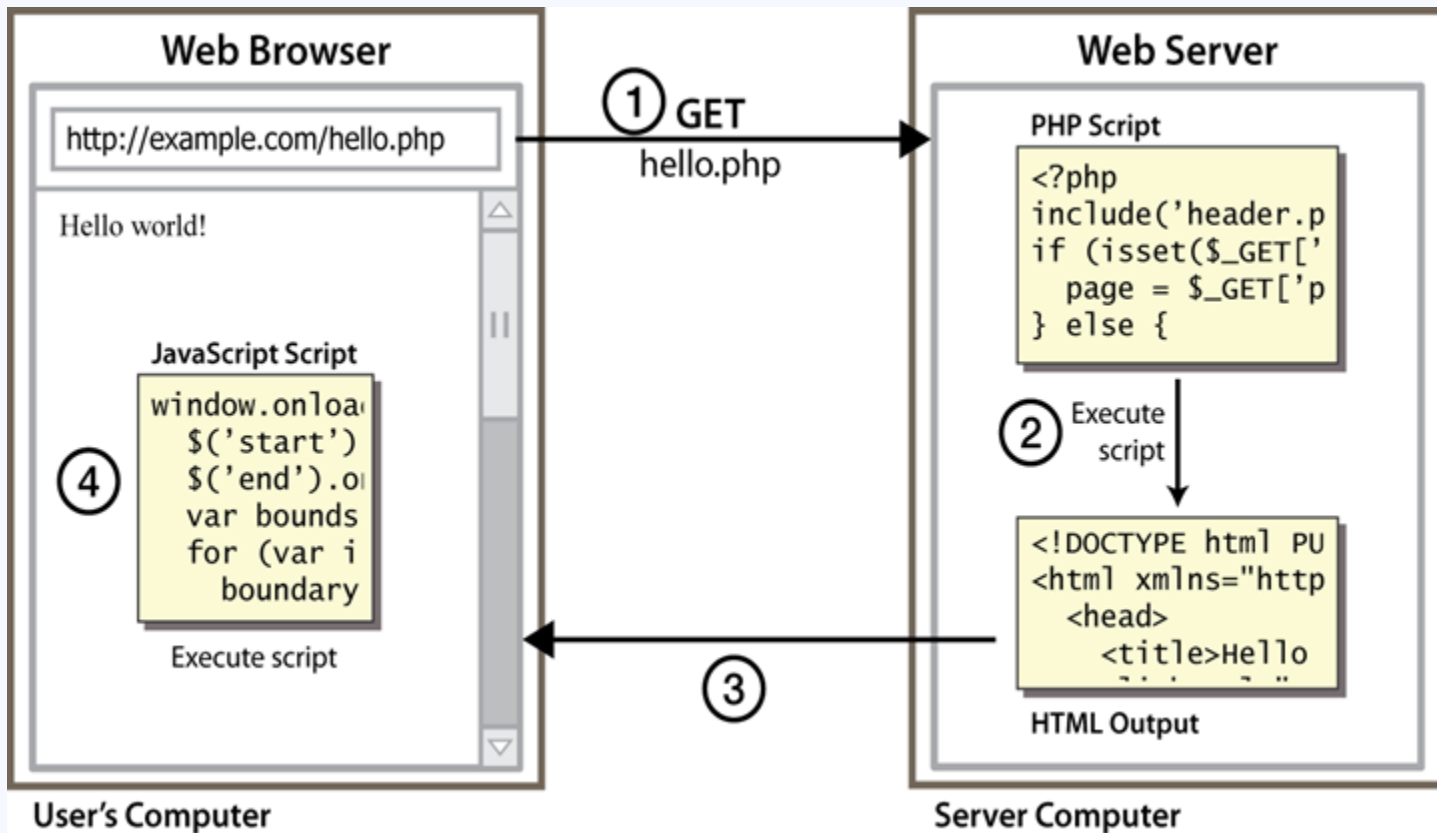 Web Browser
http://example.com/hello.php
Hello world!
JavaScript Script
window.onloa
$('start')
$('end').o
var bounds
for (var i
boundary
4
Execute script
User's Computer
1 GET
hello.php
3
Web Server
PHP Script
<?php
include('header.p
if (isset($_GET['
page = $_GET['p
} else {
2
Execute
script
<!DOCTYPE html PU
<html xmlns="http
<head>
<title>Hello
HTML Output
Server Computer